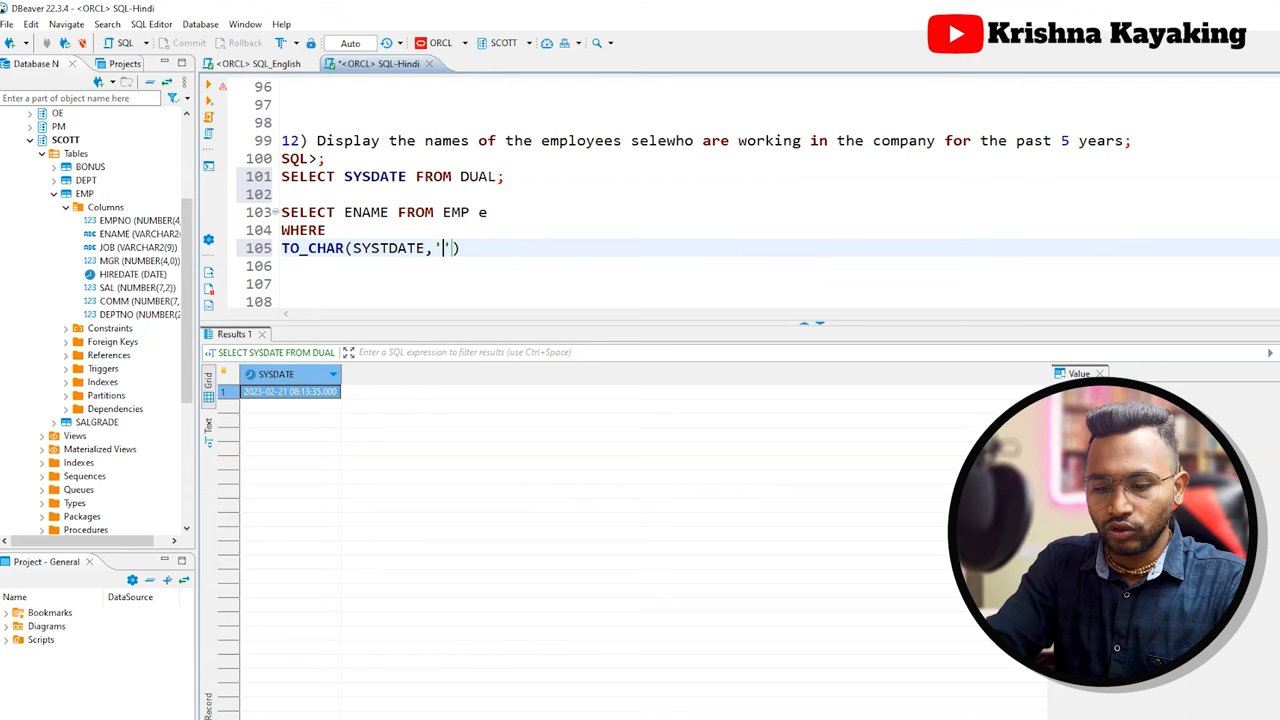 DBeaver 22.3.4 - <ORCL> SQL-Hindi
File Edit Navigate Search SQL Editor Database Window Help
SQL Commit Rollback Auto ORCL SCOTT
Krishna Kayaking
Database N Projects
<ORCL> SQL_English *<ORCL> SQL-Hindi
Enter a part of object name here
OE
PM
SCOTT
Tables
BONUS
DEPT
EMP
Columns
123 EMPNO (NUMBER(4,
ENAME (VARCHAR2(
JOB (VARCHAR2(9))
123 MGR (NUMBER(4,0))
HIREDATE (DATE)
123 SAL (NUMBER(7,2))
123 COMM (NUMBER(7,
123 DEPTNO (NUMBER(2
Constraints
Foreign Keys
References
Triggers
Indexes
Partitions
Dependencies
SALGRADE
Views
Materialized Views
Indexes
Sequences
Queues
Types
Packages
Procedures
96
97
98
99 12) Display the names of the employees selewho are working in the company for the past 5 years;
100 SQL>;
101 SELECT SYSDATE FROM DUAL;
102
103 SELECT ENAME FROM EMP e
104 WHERE
105 TO_CHAR(SYSTDATE,'')
106
107
108
Results 1
SELECT SYSDATE FROM DUAL Enter a SQL expression to filter results (use Ctrl+Space)
Grid
Text
Record
SYSDATE
1 2023-02-21 08:13:35.000
Value
Project - General
Name DataSource
Bookmarks
Diagrams
Scripts